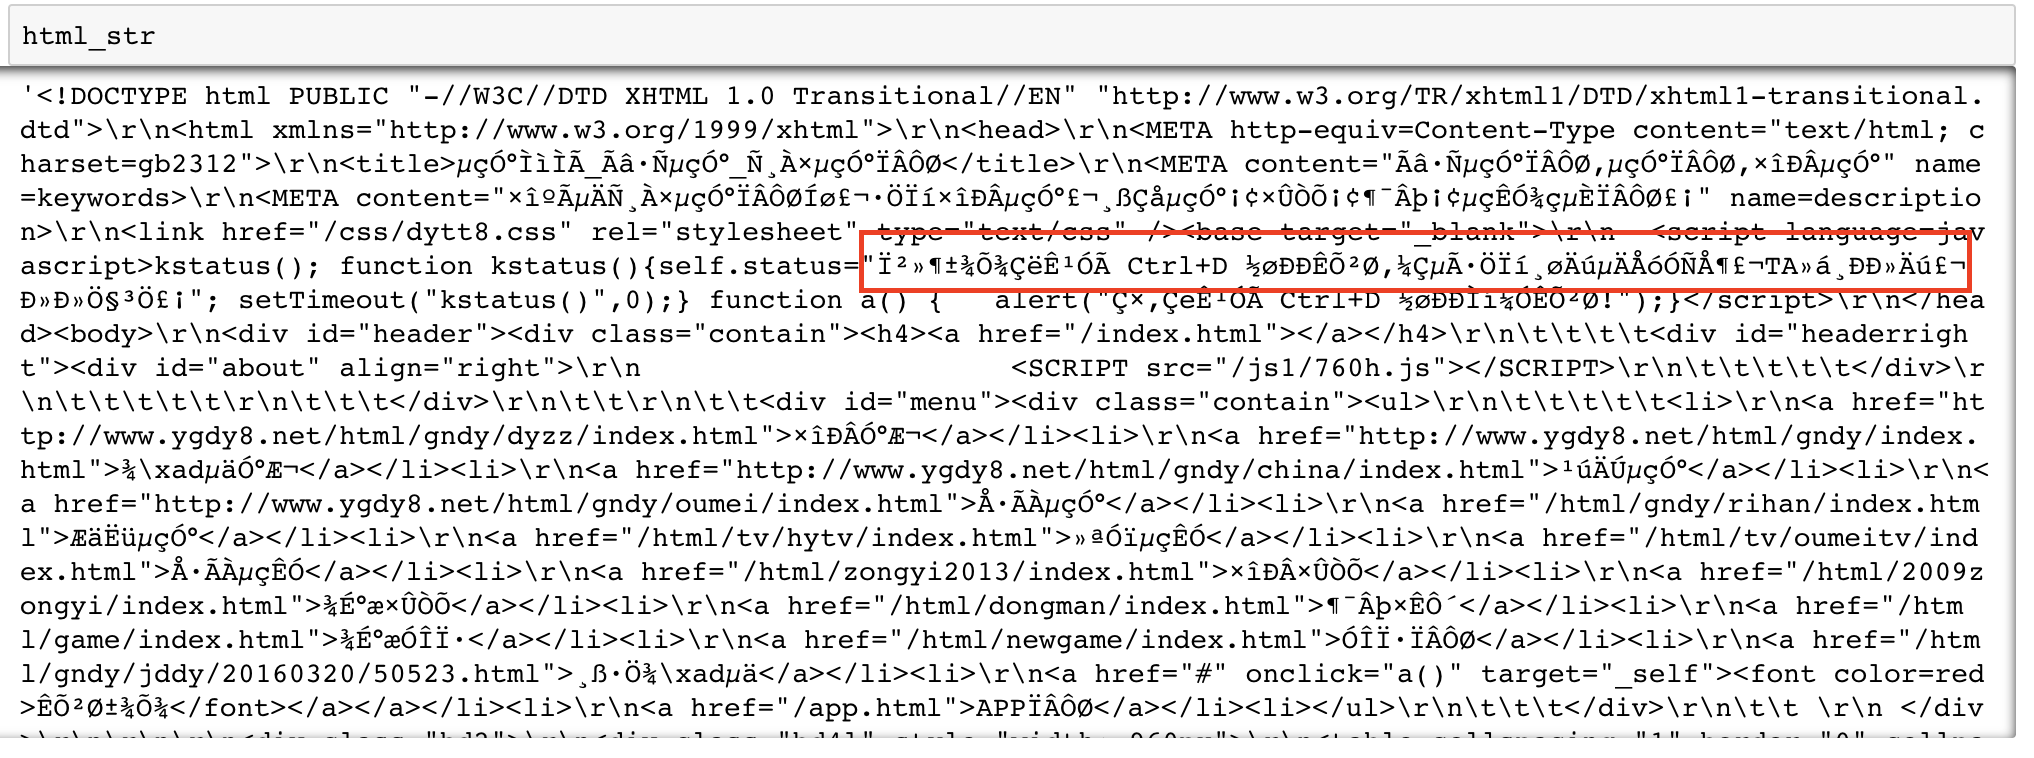 html_str
'<!DOCTYPE html PUBLIC "-//W3C//DTD XHTML 1.0 Transitional//EN" "http://www.w3.org/TR/xhtml1/DTD/xhtml1-transitional.
dtd">\r\n<html xmlns="http://www.w3.org/1999/xhtml">\r\n<head>\r\n<META http-equiv=Content-Type content="text/html; c
harset=gb2312">\r\n<title>µçÓ°ÌìÌÃ_Ãâ·ÑµçÓ°_Ñ¸À×µçÓ°ÏÂÔØ</title>\r\n<META content="Ãâ·ÑµçÓ°ÏÂÔØ,µçÓ°ÏÂÔØ,×îÐÂµçÓ°" name
=keywords>\r\n<META content="×îºÃµÄÑ¸À×µçÓ°ÏÂÔØÍø£¬·ÖÏí×îÐÂµçÓ°£¬¸ßÇåµçÓ°¡¢×ÛÒÕ¡¢¶¯Âþ¡¢µçÊÓ¾çµÈÏÂÔØ£¡" name=descriptio
n>\r\n<link href="/css/dytt8.css" rel="stylesheet" type="text/css" /><base target="_blank">\r\n  <script language=jav
ascript>kstatus(); function kstatus(){self.status="Ï²»¶±¾Õ¾ÇëÊ¹ÓÃ Ctrl+D ½øÐÐÊÕ²Ø,¼ÇµÃ·ÖÏí¸øÄúµÄÅóÓÑÅ¶£¬TA»á¸ÐÐ»Äú£¬
Ð»Ð»Ö§³Ö£¡"; setTimeout("kstatus()",0);} function a() {   alert("Ç×,ÇëÊ¹ÓÃ Ctrl+D ½øÐÐÌí¼ÓÊÕ²Ø!");}</script>\r\n</hea
d><body>\r\n<div id="header"><div class="contain"><h4><a href="/index.html"></a></h4>\r\n\t\t\t\t<div id="headerrigh
t"><div id="about" align="right">\r\n                    <SCRIPT src="/js1/760h.js"></SCRIPT>\r\n\t\t\t\t\t</div>\r
\n\t\t\t\t\t\r\n\t\t\t</div>\r\n\t\t\r\n\t\t<div id="menu"><div class="contain"><ul>\r\n\t\t\t\t\t<li>\r\n<a href="ht
tp://www.ygdy8.net/html/gndy/dyzz/index.html">×îÐÂÓ°Æ¬</a></li><li>\r\n<a href="http://www.ygdy8.net/html/gndy/index.
html">¾\xadµäÓ°Æ¬</a></li><li>\r\n<a href="http://www.ygdy8.net/html/gndy/china/index.html">¹úÄÚµçÓ°</a></li><li>\r\n<
a href="http://www.ygdy8.net/html/gndy/oumei/index.html">Å·ÃÀµçÓ°</a></li><li>\r\n<a href="/html/gndy/rihan/index.htm
l">ÆäËüµçÓ°</a></li><li>\r\n<a href="/html/tv/hytv/index.html">»ªÓïµçÊÓ</a></li><li>\r\n<a href="/html/tv/oumeitv/ind
ex.html">Å·ÃÀµçÊÓ</a></li><li>\r\n<a href="/html/zongyi2013/index.html">×îÐÂ×ÛÒÕ</a></li><li>\r\n<a href="/html/2009z
ongyi/index.html">¾É°æ×ÛÒÕ</a></li><li>\r\n<a href="/html/dongman/index.html">¶¯Âþ×ÊÔ´</a></li><li>\r\n<a href="/htm
l/game/index.html">¾É°æÓÎÏ·</a></li><li>\r\n<a href="/html/newgame/index.html">ÓÎÏ·ÏÂÔØ</a></li><li>\r\n<a href="/htm
l/gndy/jddy/20160320/50523.html">¸ß·Ö¾\xadµä</a></li><li>\r\n<a href="#" onclick="a()" target="_self"><font color=red
>ÊÕ²Ø±¾Õ¾</font></a></a></li><li>\r\n<a href="/app.html">APPÏÂÔØ</a></li><li></ul>\r\n\t\t\t</div>\r\n\t\t \r\n </div